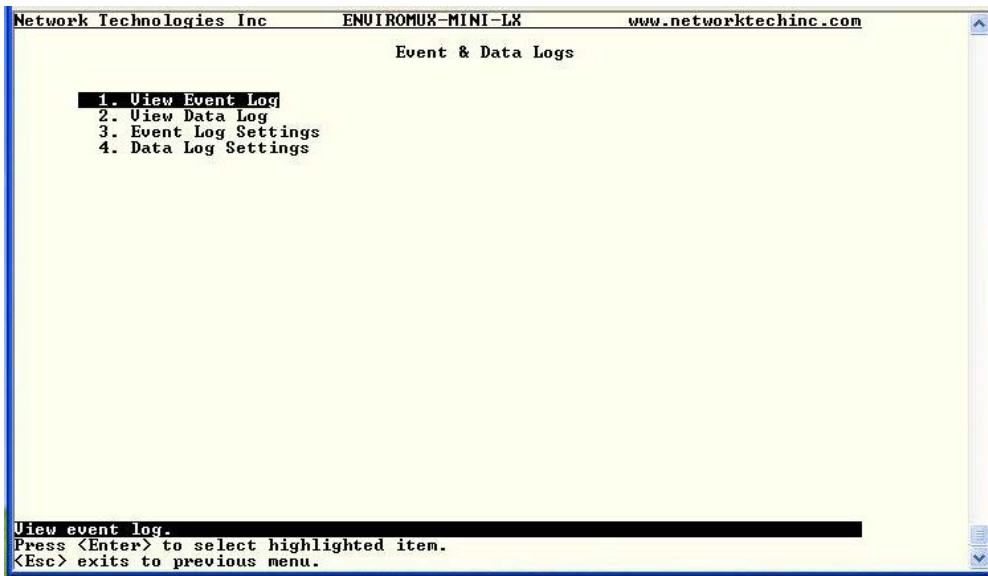 Network Technologies Inc ENVIROMUX-MINI-LX www.networktechinc.com
Event & Data Logs
1. View Event Log
2. View Data Log
3. Event Log Settings
4. Data Log Settings
View event log.
Press <Enter> to select highlighted item.
<Esc> exits to previous menu.